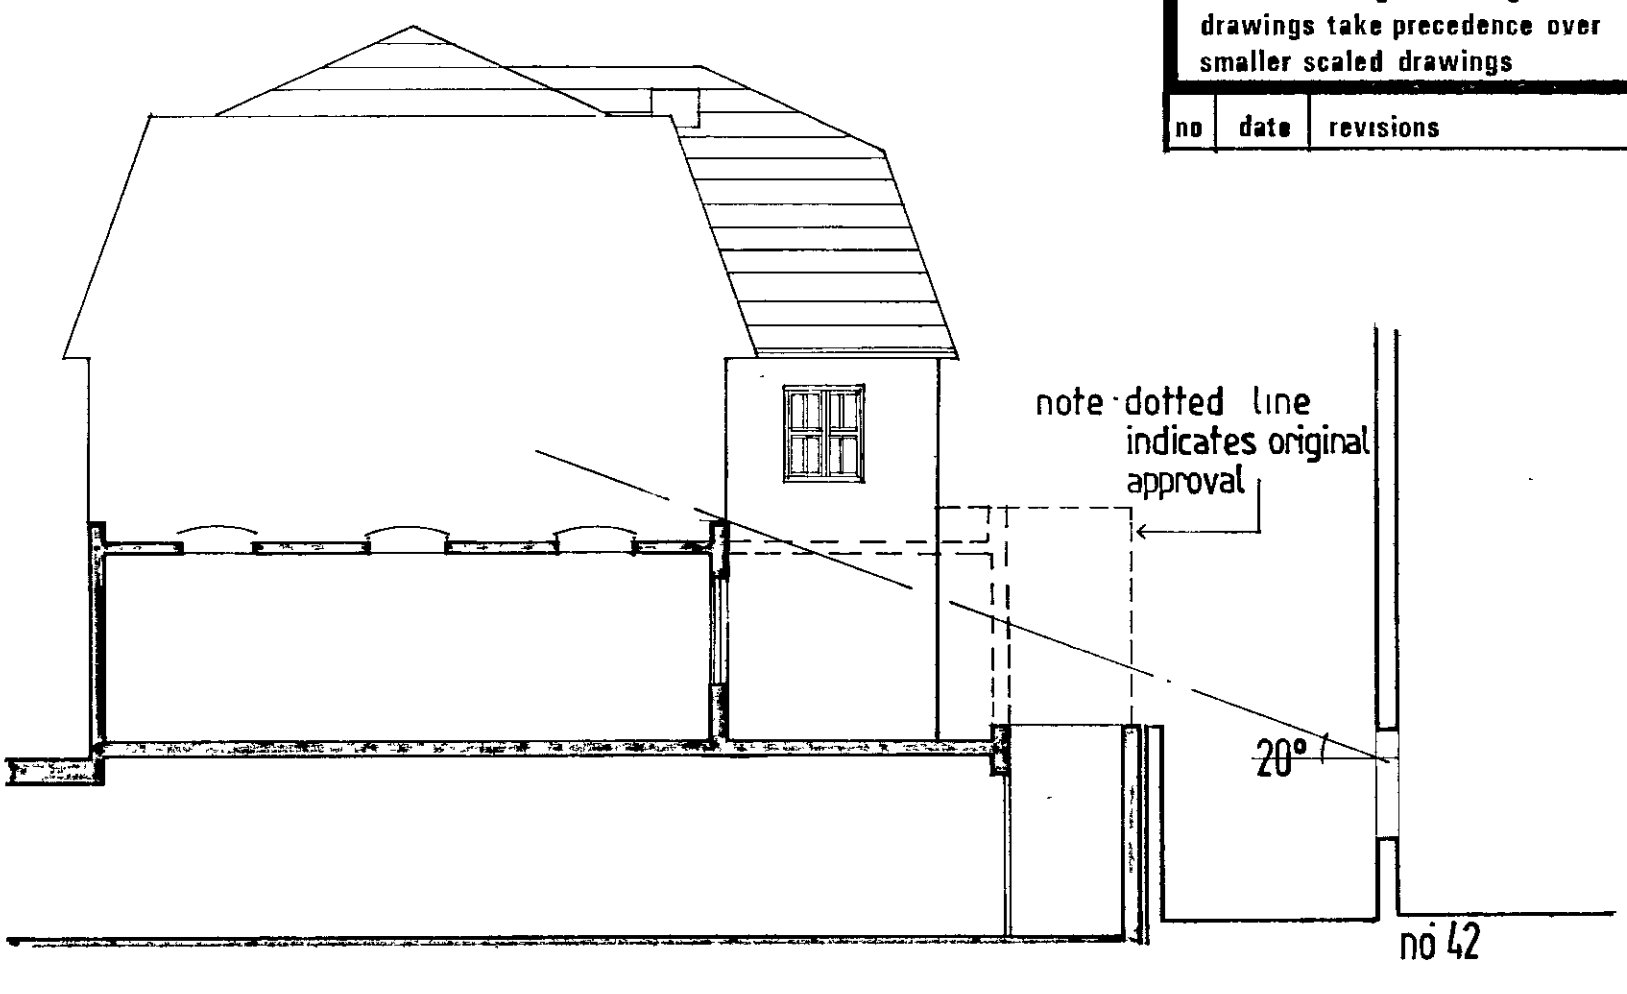 drawings take precedence over
smaller scaled drawings
no date revisions
note dotted line
indicates original
approval
20°
no 42